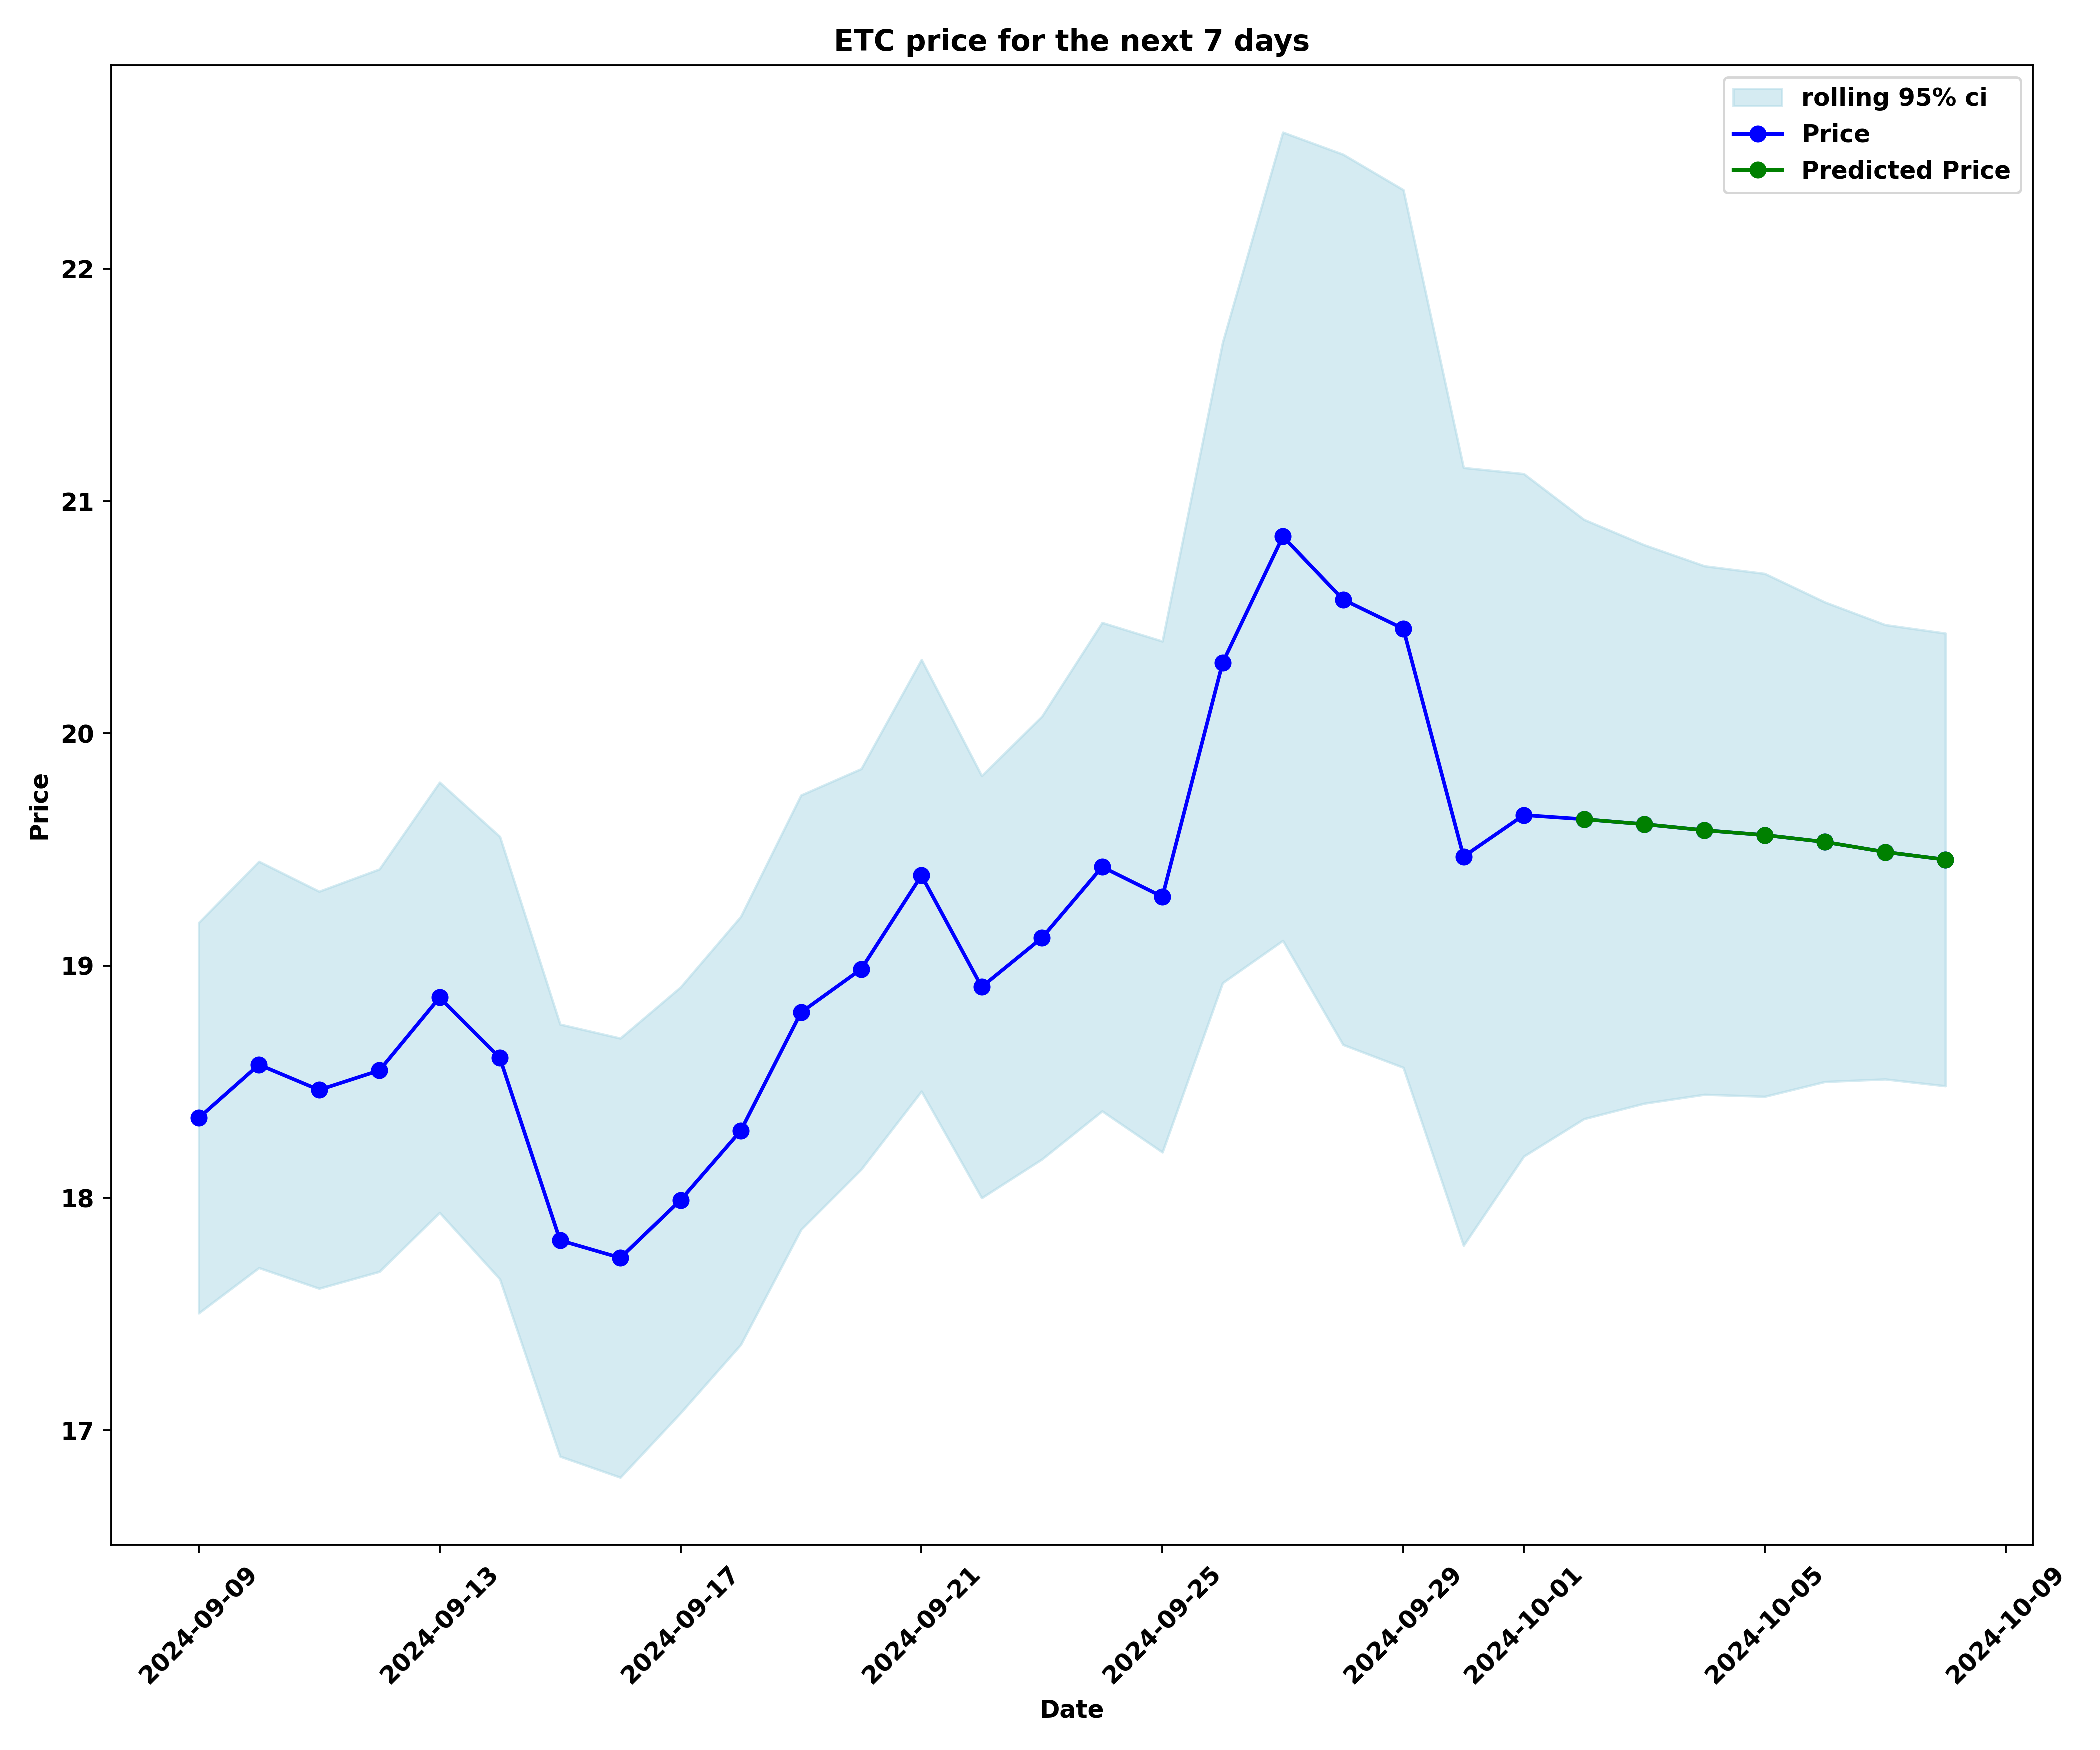 ETC price for the next 7 days
rolling 95% ci
Price
Predicted Price
22
21
20
19
18
17
Price
2024-09-09
2024-09-13
2024-09-17
2024-09-21
2024-09-25
2024-09-29
2024-10-01
2024-10-05
2024-10-09
Date